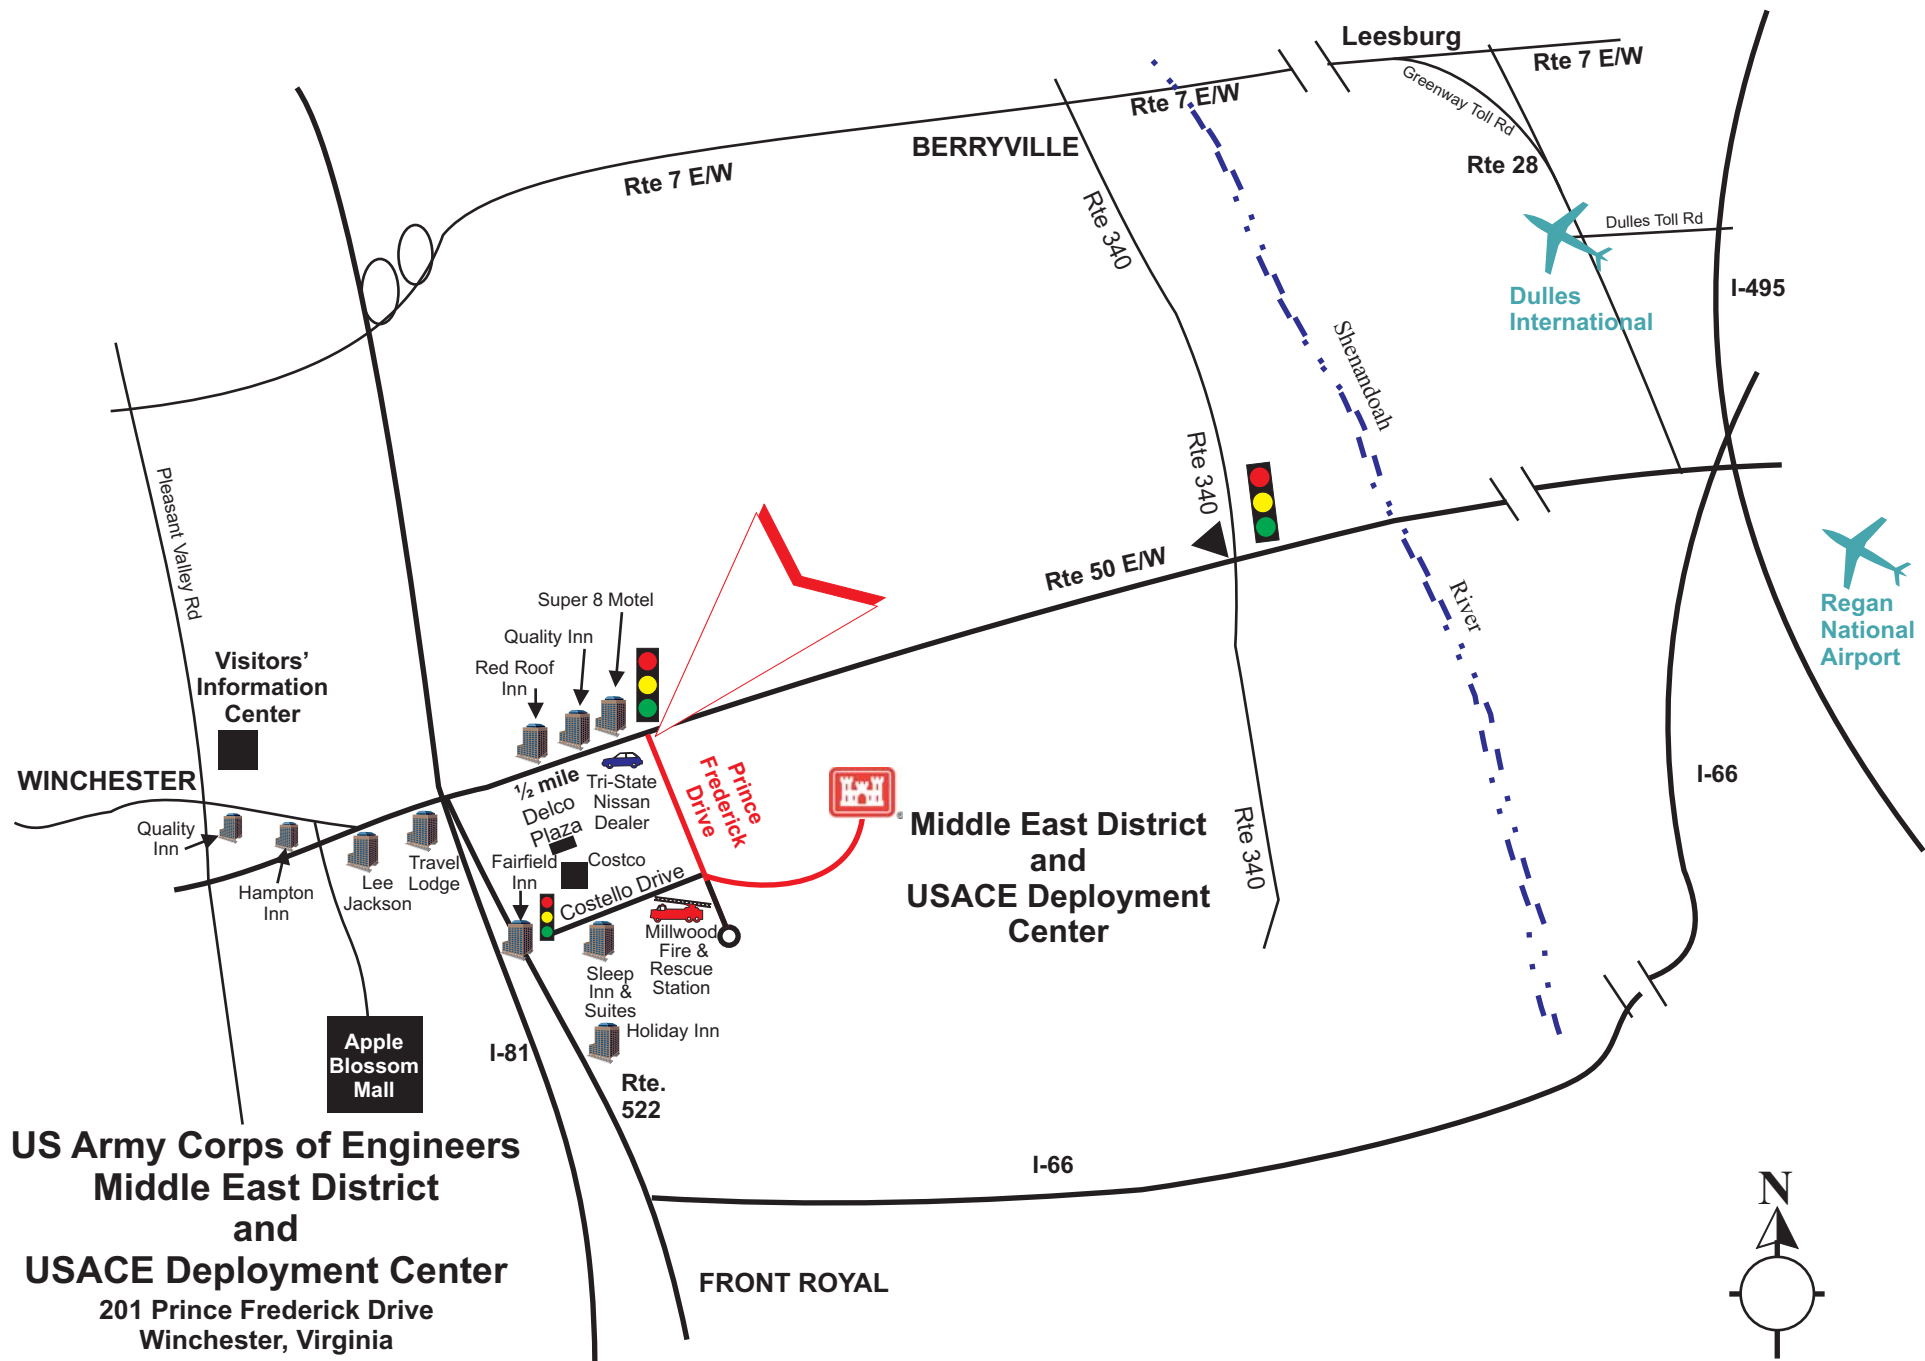 Leesburg
Rte 7 E/W
Greenway Toll Rd
Rte 7 E/W
BERRYVILLE
Rte 7 E/W
Rte 28
Rte 340
Dulles Toll Rd
Dulles
International
I-495
Shenandoah
Rte 340
Pleasant Valley Rd
Rte 50 E/W
River
Regan
National
Airport
Super 8 Motel
Quality Inn
Red Roof
Inn
Visitors’
Information
Center
WINCHESTER
½ mile
Delco
Plaza
Tri-State
Nissan
Dealer
Prince
Frederick
Drive
I-66
Middle East District
and
USACE Deployment
Center
Rte 340
Quality
Inn
Hampton
Inn
Lee
Jackson
Travel
Lodge
Fairfield
Inn
Costco
Costello Drive
Millwood
Fire &
Rescue
Station
Sleep
Inn &
Suites
Holiday Inn
Apple
Blossom
Mall
I-81
Rte.
522
I-66
US Army Corps of Engineers
Middle East District
and
USACE Deployment Center
201 Prince Frederick Drive
Winchester, Virginia
FRONT ROYAL
N